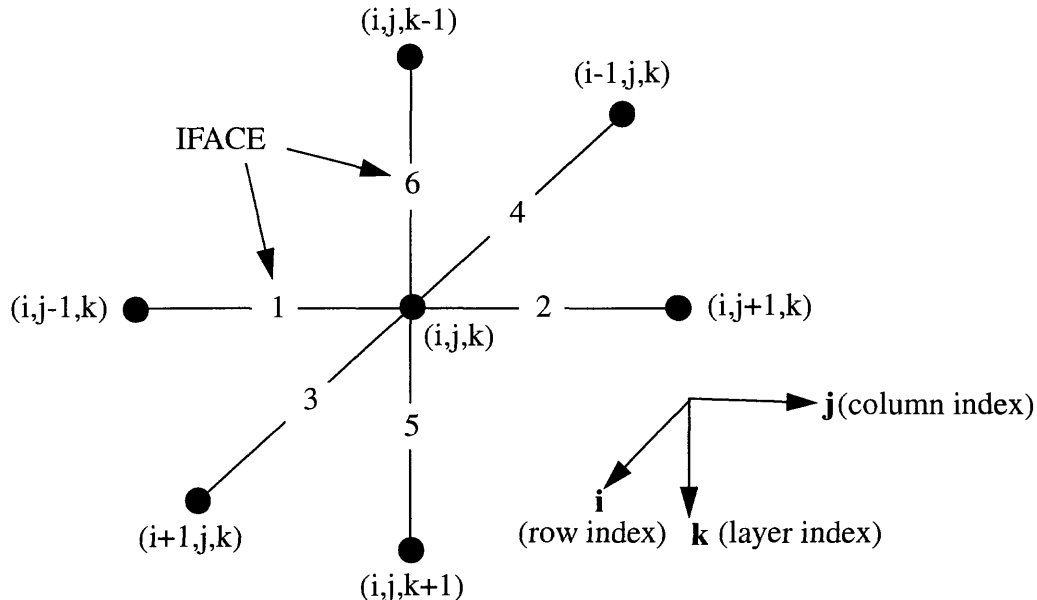 (i,j,k-1)
(i-1,j,k)
IFACE
6
4
(i,j-1,k)
1
2
(i,j+1,k)
(i,j,k)
3
5
j(column index)
i
(row index)
k (layer index)
(i+1,j,k)
(i,j,k+1)